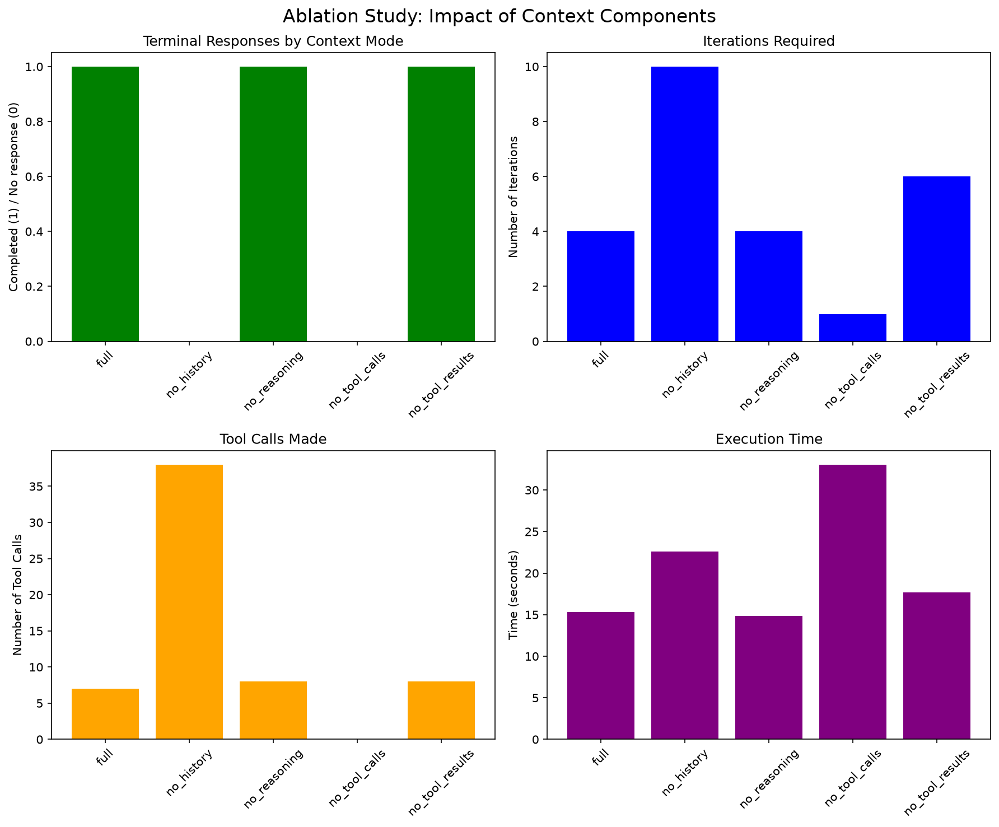 Ablation Study: Impact of Context Components
Terminal Responses by Context Mode
Completed (1) / No response (0)
1.0
0.8
0.6
0.4
0.2
0.0
full
no_history
no_reasoning
no_tool_calls
no_tool_results
Iterations Required
Number of Iterations
10
8
6
4
2
0
full
no_history
no_reasoning
no_tool_calls
no_tool_results
Tool Calls Made
Number of Tool Calls
35
30
25
20
15
10
5
0
full
no_history
no_reasoning
no_tool_calls
no_tool_results
Execution Time
Time (seconds)
30
25
20
15
10
5
0
full
no_history
no_reasoning
no_tool_calls
no_tool_results